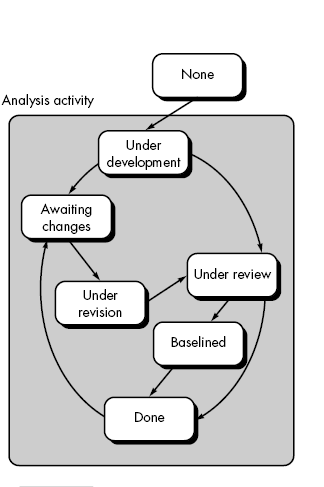 None
Analysis activity
Under
development
Awaiting
changes
Under review
Under
revision
Baselined
Done